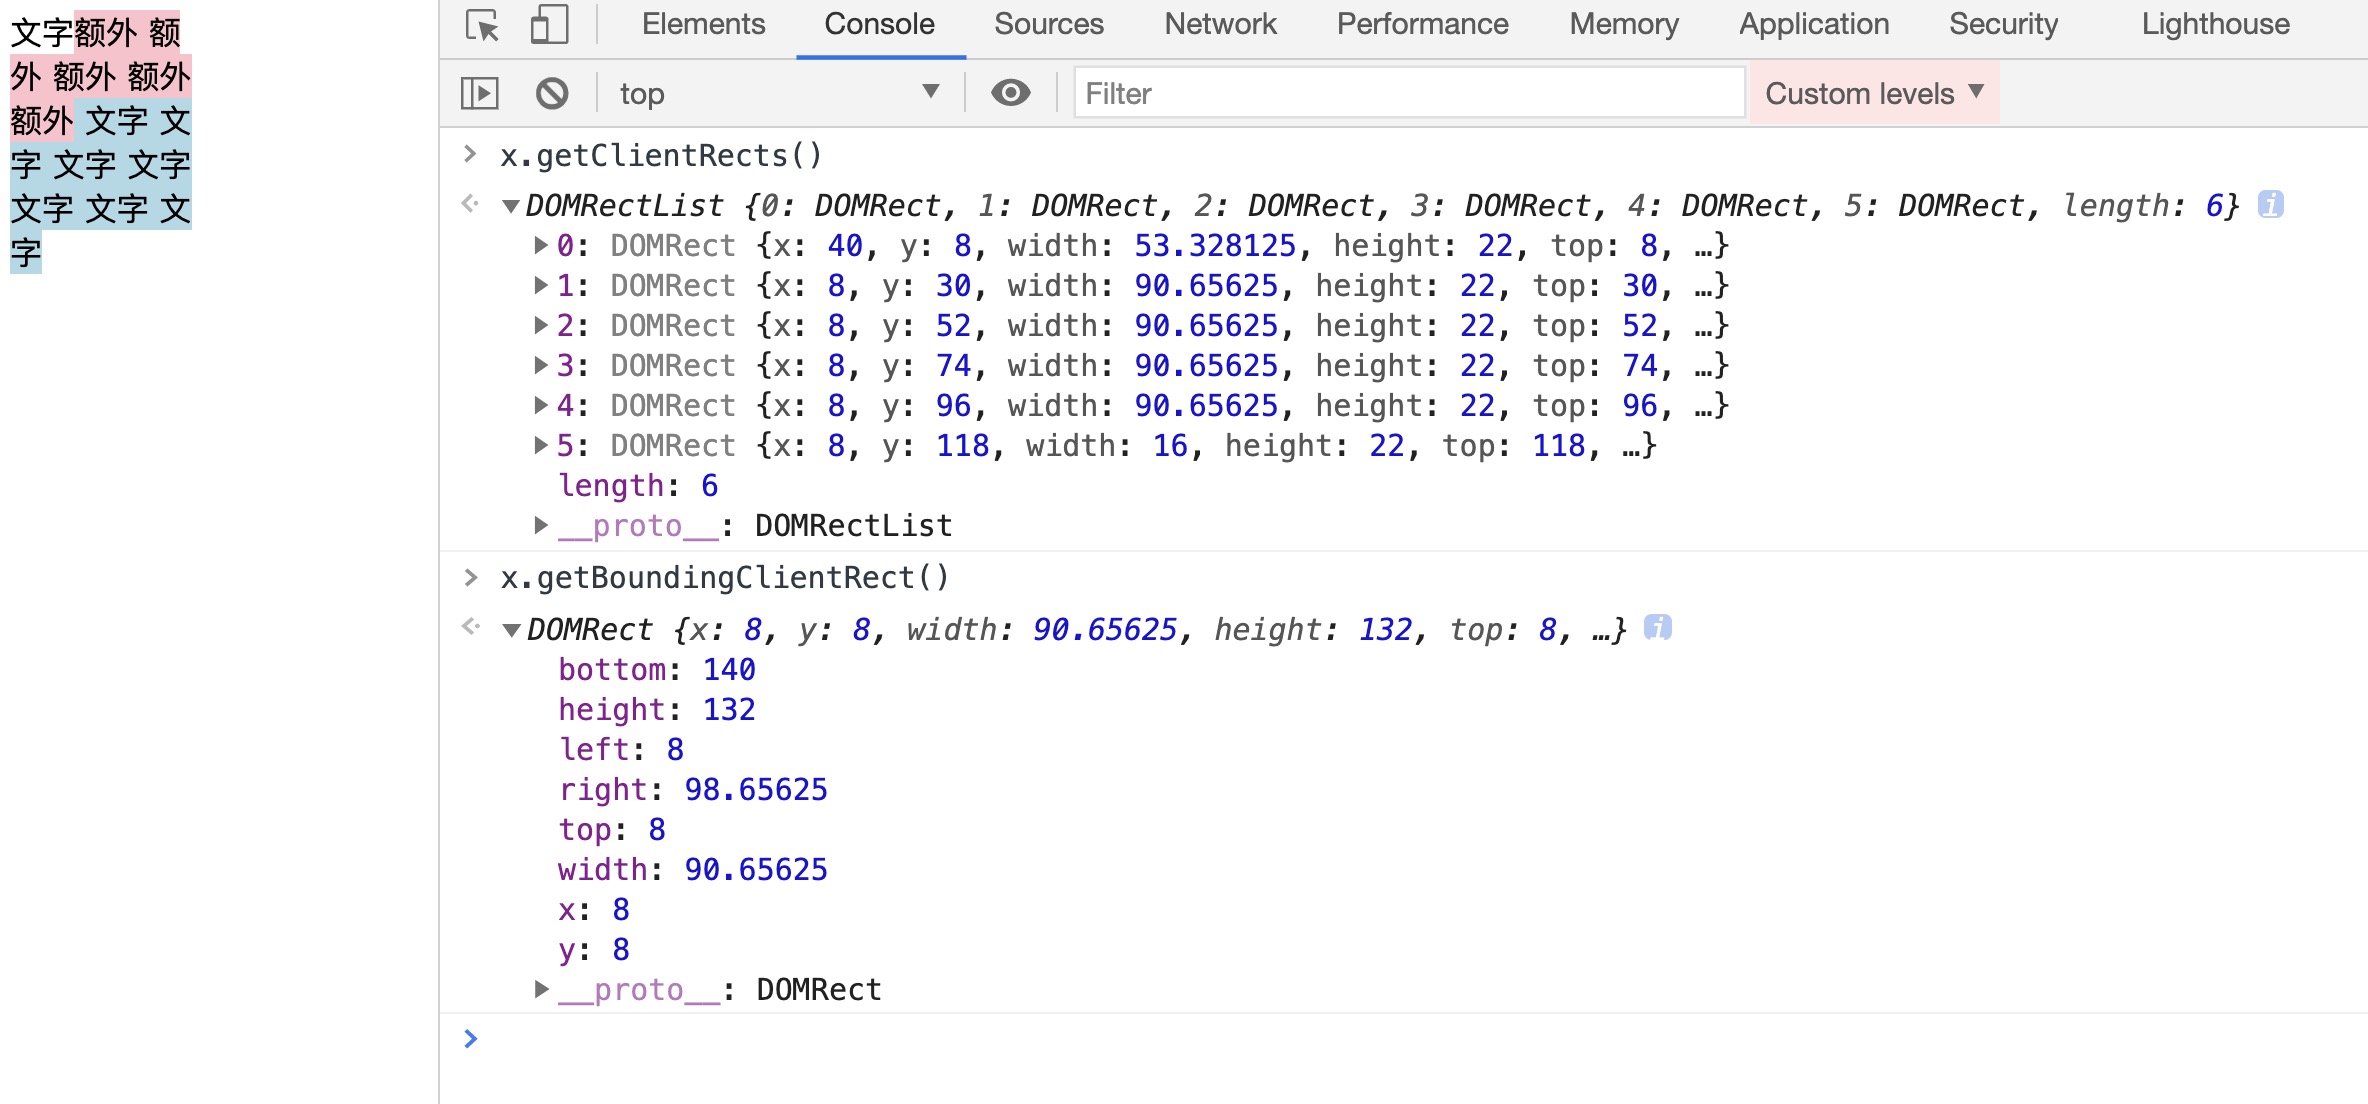 文字额外 额
外 额外 额外
额外 文字 文
字 文字 文字
文字 文字 文
字
Elements Console Sources Network Performance Memory Application Security Lighthouse
top Filter Custom levels
x.getClientRects()
DOMRectList {0: DOMRect, 1: DOMRect, 2: DOMRect, 3: DOMRect, 4: DOMRect, 5: DOMRect, length: 6}
0: DOMRect {x: 40, y: 8, width: 53.328125, height: 22, top: 8, …}
1: DOMRect {x: 8, y: 30, width: 90.65625, height: 22, top: 30, …}
2: DOMRect {x: 8, y: 52, width: 90.65625, height: 22, top: 52, …}
3: DOMRect {x: 8, y: 74, width: 90.65625, height: 22, top: 74, …}
4: DOMRect {x: 8, y: 96, width: 90.65625, height: 22, top: 96, …}
5: DOMRect {x: 8, y: 118, width: 16, height: 22, top: 118, …}
length: 6
__proto__: DOMRectList
x.getBoundingClientRect()
DOMRect {x: 8, y: 8, width: 90.65625, height: 132, top: 8, …}
bottom: 140
height: 132
left: 8
right: 98.65625
top: 8
width: 90.65625
x: 8
y: 8
__proto__: DOMRect